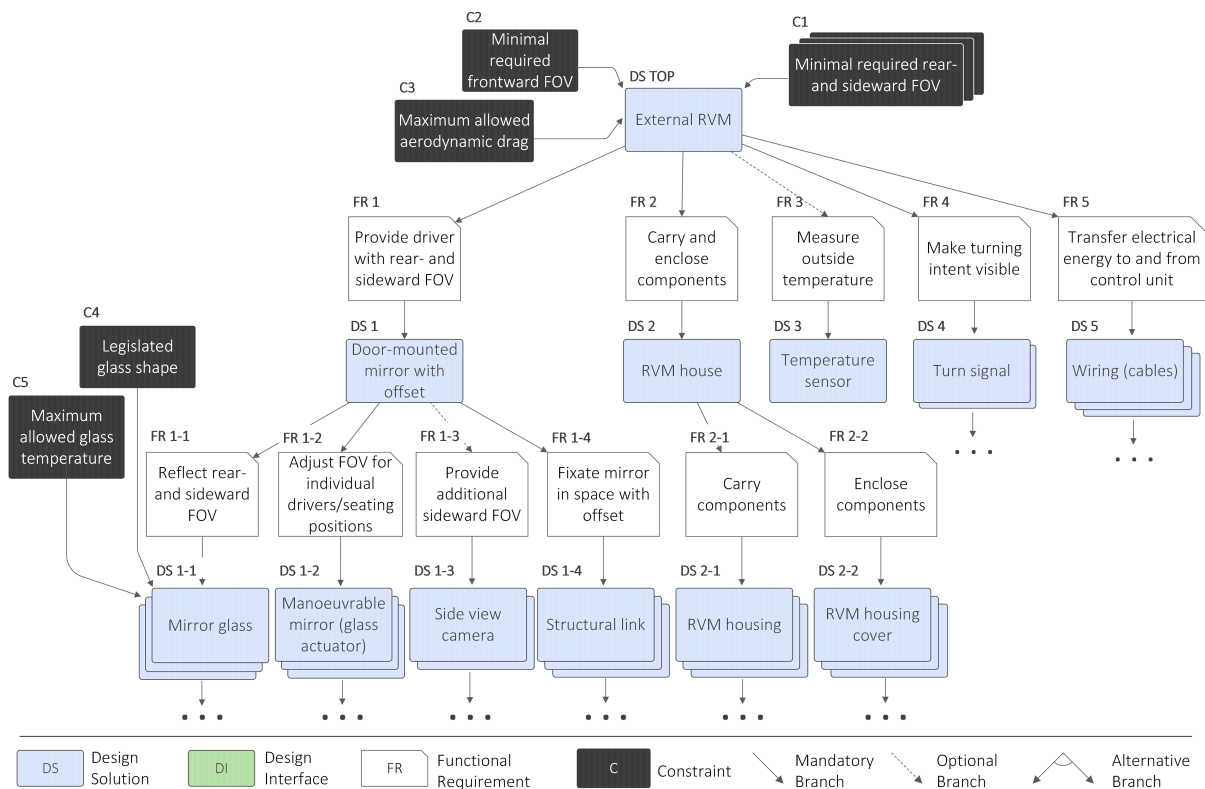 C2
Minimal
required
frontward FOV
C1
Minimal required rear-
and sideward FOV
C3
Maximum allowed
aerodynamic drag
DS TOP
External RVM
FR 1
Provide driver
with rear- and
sideward FOV
FR 2
Carry and
enclose
components
FR 3
Measure
outside
temperature
FR 4
Make turning
intent visible
FR 5
Transfer electrical
energy to and from
control unit
C4
Legislated
glass shape
C5
Maximum
allowed glass
temperature
DS 1
Door-mounted
mirror with
offset
DS 2
RVM house
DS 3
Temperature
sensor
DS 4
Turn signal
. . .
DS 5
Wiring (cables)
. . .
FR 1-1
Reflect rear-
and sideward
FOV
FR 1-2
Adjust FOV for
individual
drivers/seating
positions
FR 1-3
Provide
additional
sideward FOV
FR 1-4
Fixate mirror
in space with
offset
FR 2-1
Carry
components
FR 2-2
Enclose
components
DS 1-1
Mirror glass
. . .
DS 1-2
Manoeuvrable
mirror (glass
actuator)
. . .
DS 1-3
Side view
camera
. . .
DS 1-4
Structural link
. . .
DS 2-1
RVM housing
. . .
DS 2-2
RVM housing
cover
. . .
DS
Design
Solution
DI
Design
Interface
FR
Functional
Requirement
C
Constraint
Mandatory
Branch
Optional
Branch
Alternative
Branch